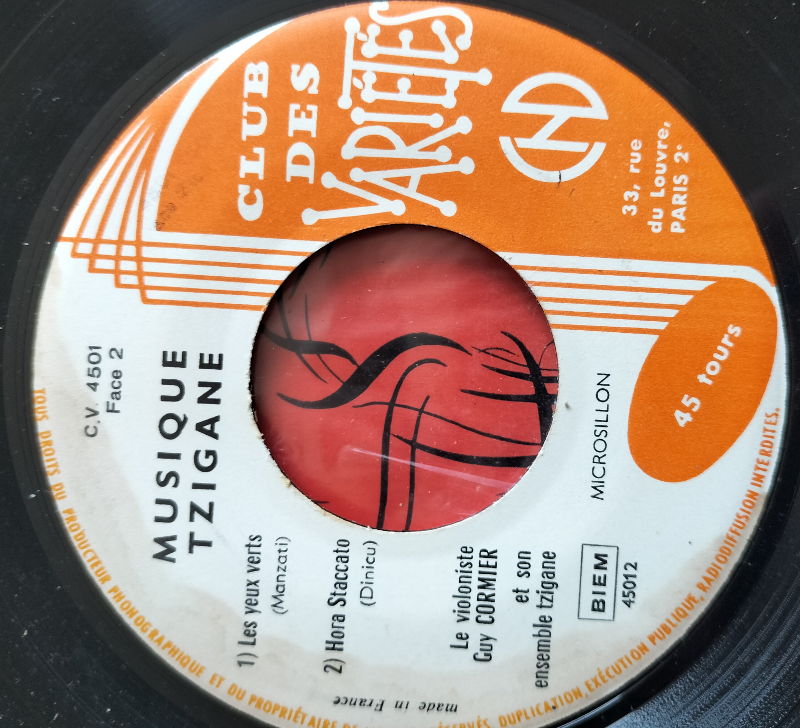 CLUB
DES
VARIÉTÉS
CND
33, rue
du Louvre,
PARIS 2e
C.V. 4501
Face 2
MUSIQUE
TZIGANE
45 tours
MICROSILLON
1) Les yeux verts
(Manzati)
2) Hora Staccato
(Dinicu)
Le violoniste
Guy CORMIER
et son
ensemble tzigane
BIEM
45012
made in France
TOUS DROITS DU PRODUCTEUR PHONOGRAPHIQUE ET DU PROPRIÉTAIRE DE RÉSERVÉS. DUPLICATION EXÉCUTION PUBLIQUE, RADIODIFFUSION INTERDITES.